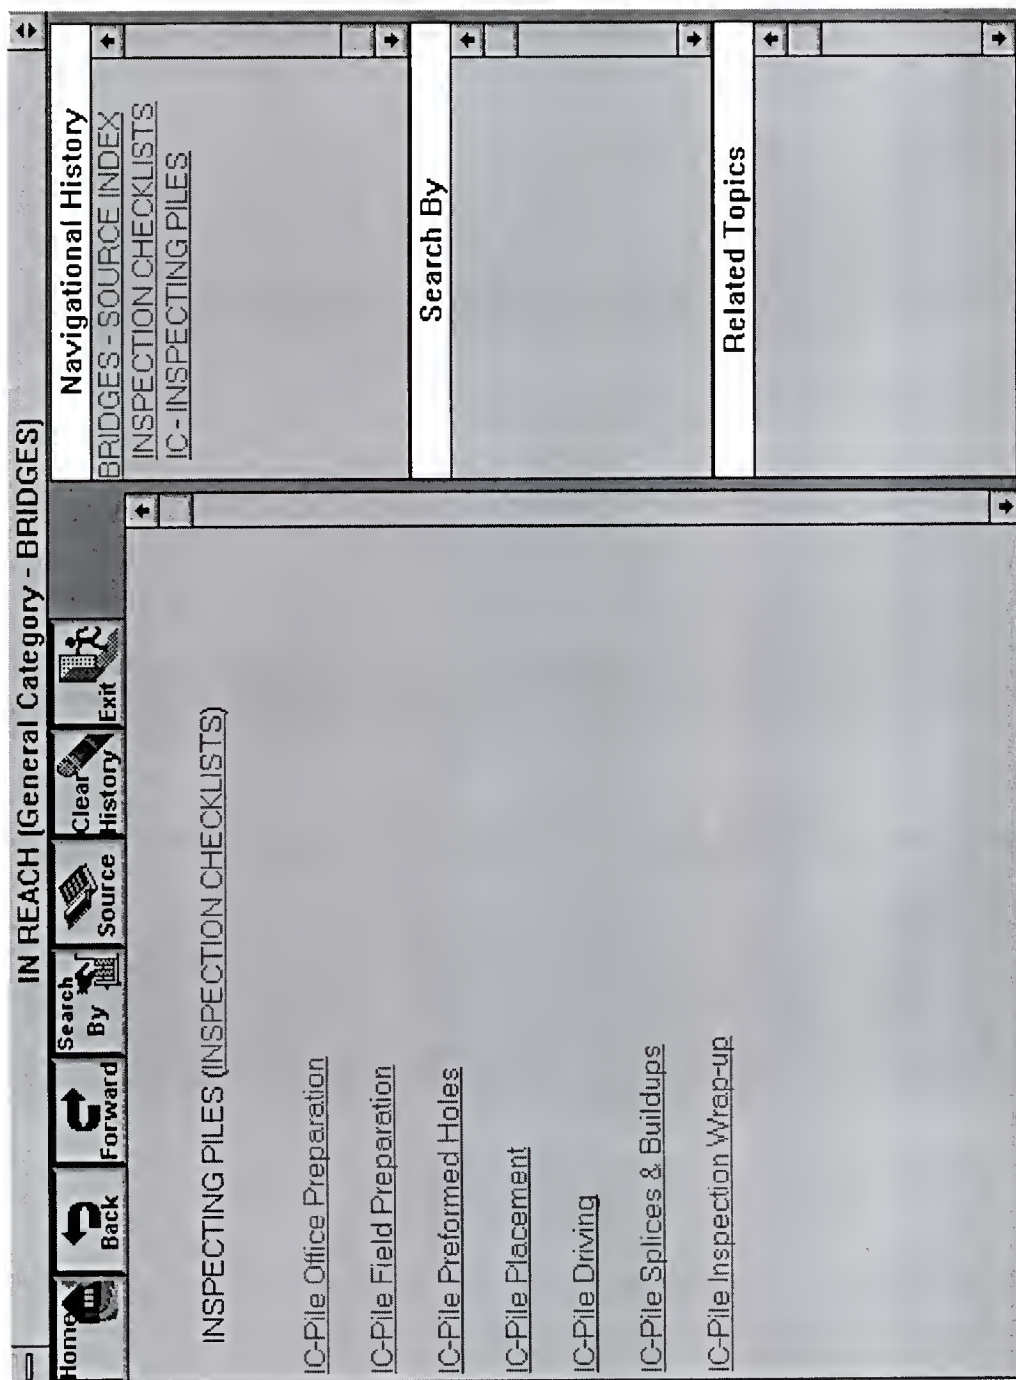 IN REACH (General Category - BRIDGES)
Home
Back
Forward
Search
By
Source
Clear
History
Exit
INSPECTING PILES (INSPECTION CHECKLISTS)
IC-Pile Office Preparation
IC-Pile Field Preparation
IC-Pile Preformed Holes
IC-Pile Placement
IC-Pile Driving
IC-Pile Splices & Buildups
IC-Pile Inspection Wrap-up
Navigational History
BRIDGES - SOURCE INDEX
INSPECTION CHECKLISTS
IC - INSPECTING PILES
Search By
Related Topics